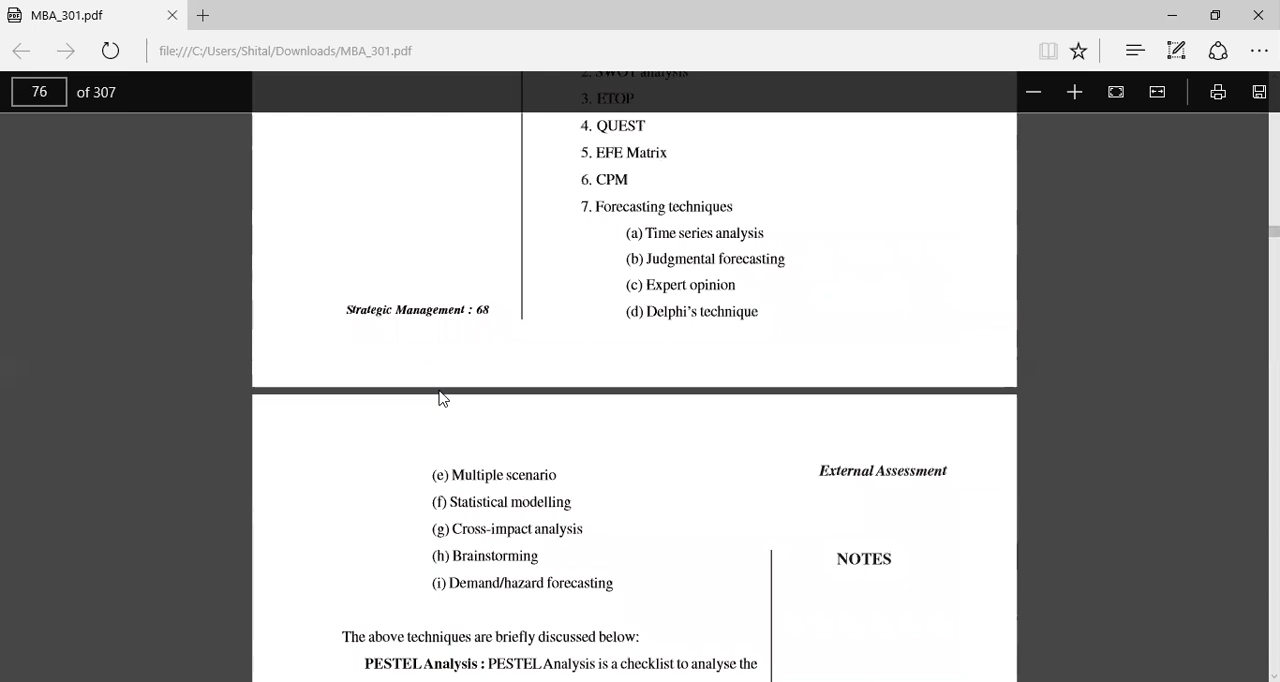 MBA_301.pdf
file:///C:/Users/Shital/Downloads/MBA_301.pdf
76 of 307
2. SWOT analysis
3. ETOP
4. QUEST
5. EFE Matrix
6. CPM
7. Forecasting techniques
(a) Time series analysis
(b) Judgmental forecasting
(c) Expert opinion
(d) Delphi's technique
Strategic Management : 68
External Assessment
(e) Multiple scenario
(f) Statistical modelling
(g) Cross-impact analysis
(h) Brainstorming
(i) Demand/hazard forecasting
NOTES
The above techniques are briefly discussed below:
PESTEL Analysis : PESTEL Analysis is a checklist to analyse the